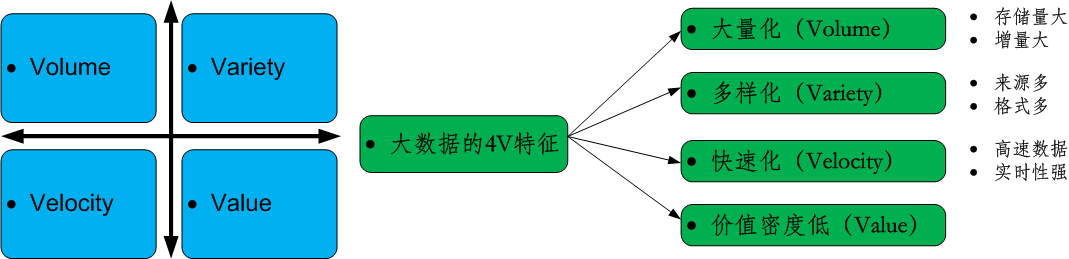 • Volume
• Variety
• Velocity
• Value
• 大数据的4V特征
• 大量化（Volume）
• 存储量大
• 增量大
• 多样化（Variety）
• 来源多
• 格式多
• 快速化（Velocity）
• 高速数据
• 实时性强
• 价值密度低（Value）